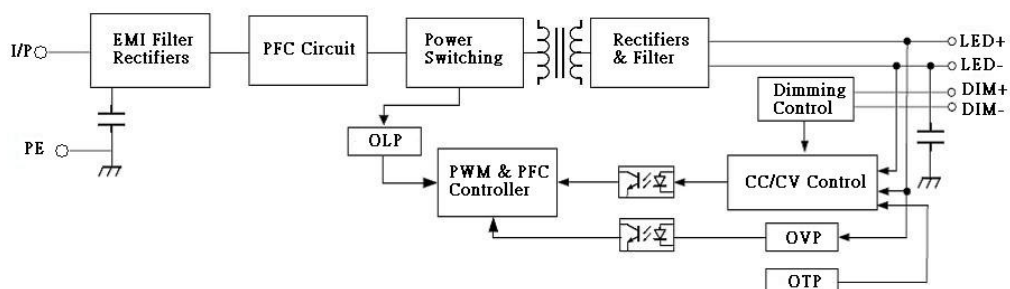 I/P
EMI Filter
Rectifiers
PFC Circuit
Power
Switching
Rectifiers
& Filter
LED+
LED-
Dimming
Control
DIM+
DIM-
PE
OLP
PWM & PFC
Controller
CC/CV Control
OVP
OTP